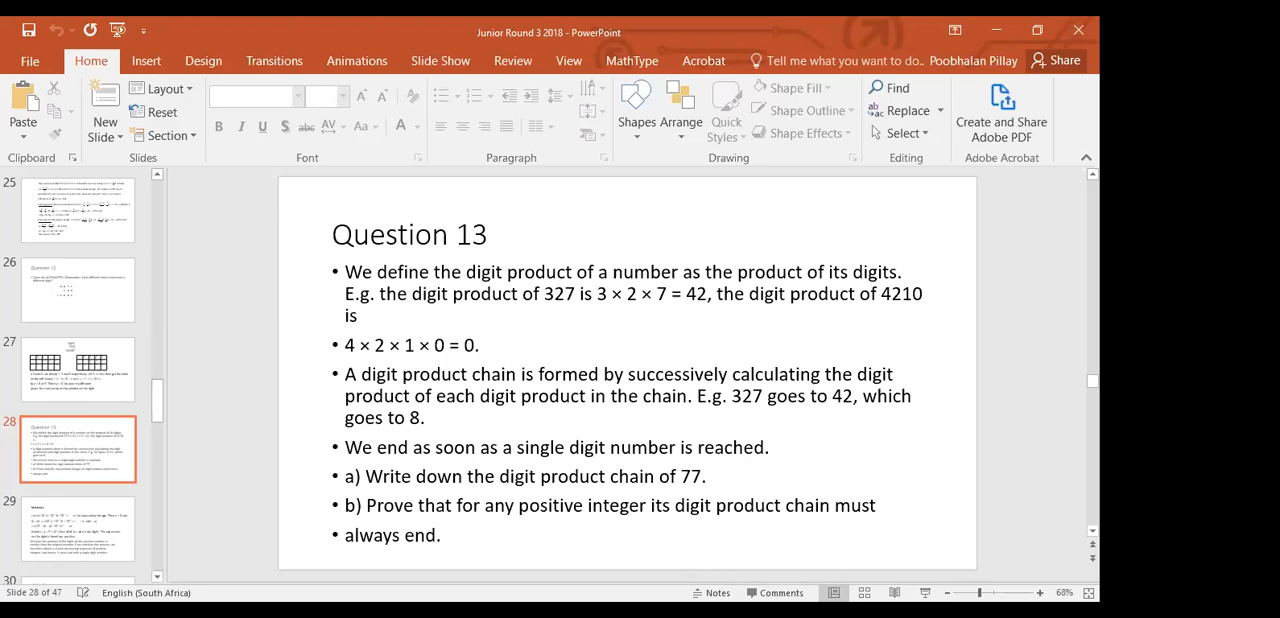 Junior Round 3 2018 - PowerPoint
File Home Insert Design Transitions Animations Slide Show Review View MathType Acrobat Tell me what you want to do.. Poobhalan Pillay Share
Paste
Clipboard
New
Slide
Layout
Reset
Section
Slides
B I U S abc AV Aa A
Font
Paragraph
Shapes Arrange Quick
Styles
Shape Fill
Shape Outline
Shape Effects
Drawing
Find
Replace
Select
Editing
Create and Share
Adobe PDF
Adobe Acrobat
25
26
27
28
29
30
Question 13
• We define the digit product of a number as the product of its digits.
E.g. the digit product of 327 is 3 × 2 × 7 = 42, the digit product of 4210
is
• 4 × 2 × 1 × 0 = 0.
• A digit product chain is formed by successively calculating the digit
product of each digit product in the chain. E.g. 327 goes to 42, which
goes to 8.
• We end as soon as a single digit number is reached.
• a) Write down the digit product chain of 77.
• b) Prove that for any positive integer its digit product chain must
• always end.
Slide 28 of 47 English (South Africa) Notes Comments 68%